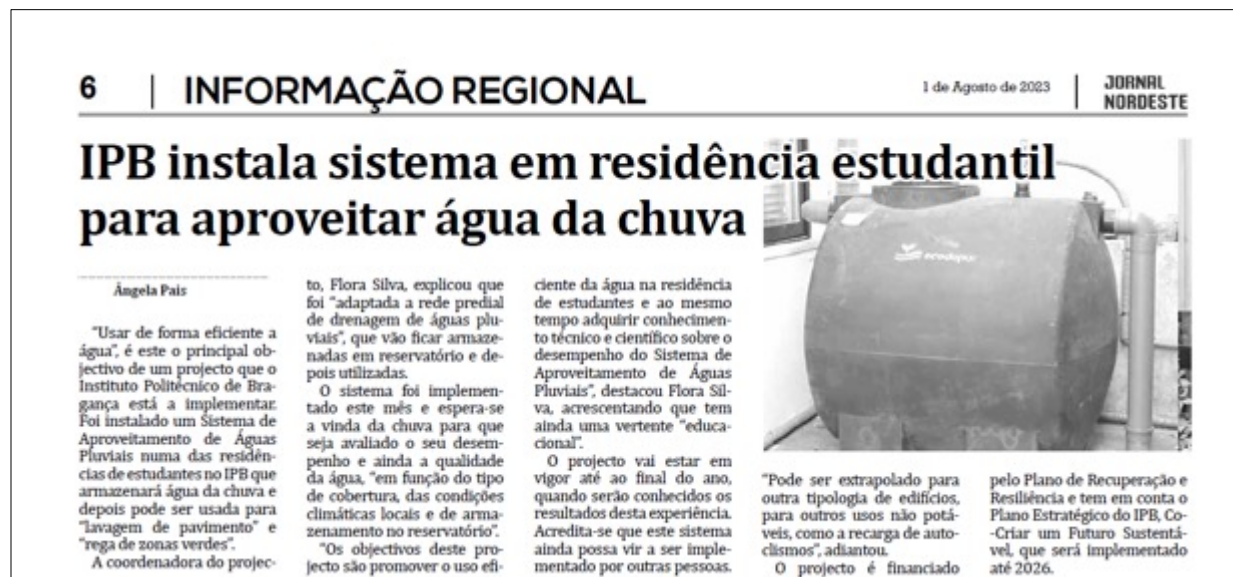 6 | INFORMAÇÃO REGIONAL
1 de Agosto de 2023 | JORNAL
NORDESTE
IPB instala sistema em residência estudantil
para aproveitar água da chuva
Ângela Pais
"Usar de forma eficiente a
água", é este o principal ob-
jectivo de um projecto que o
Instituto Politécnico de Bra-
gança está a implementar.
Foi instalado um Sistema de
Aproveitamento de Águas
Pluviais numa das residên-
cias de estudantes no IPB que
armazenará água da chuva e
depois pode ser usada para
"lavagem de pavimento" e
"rega de zonas verdes".
A coordenadora do projec-
to, Flora Silva, explicou que
foi "adaptada a rede predial
de drenagem de águas plu-
viais", que vão ficar armaze-
nadas em reservatório e de-
pois utilizadas.
O sistema foi implemen-
tado este mês e espera-se
a vinda da chuva para que
seja avaliado o seu desem-
penho e ainda a qualidade
da água, "em função do tipo
de cobertura, das condições
climáticas locais e de arma-
zenamento no reservatório".
"Os objectivos deste pro-
jecto são promover o uso efi-
ciente da água na residência
de estudantes e ao mesmo
tempo adquirir conhecimen-
to técnico e científico sobre o
desempenho do Sistema de
Aproveitamento de Águas
Pluviais", destacou Flora Sil-
va, acrescentando que tem
ainda uma vertente "educa-
cional".
O projecto vai estar em
vigor até ao final do ano,
quando serão conhecidos os
resultados desta experiência.
Acredita-se que este sistema
ainda possa vir a ser imple-
mentado por outras pessoas.
ecodepur
"Pode ser extrapolado para
outra tipologia de edifícios,
para outros usos não potá-
veis, como a recarga de auto-
clismos", adiantou.
O projecto é financiado
pelo Plano de Recuperação e
Resiliência e tem em conta o
Plano Estratégico do IPB, Co-
-Criar um Futuro Sustentá-
vel, que será implementado
até 2026.